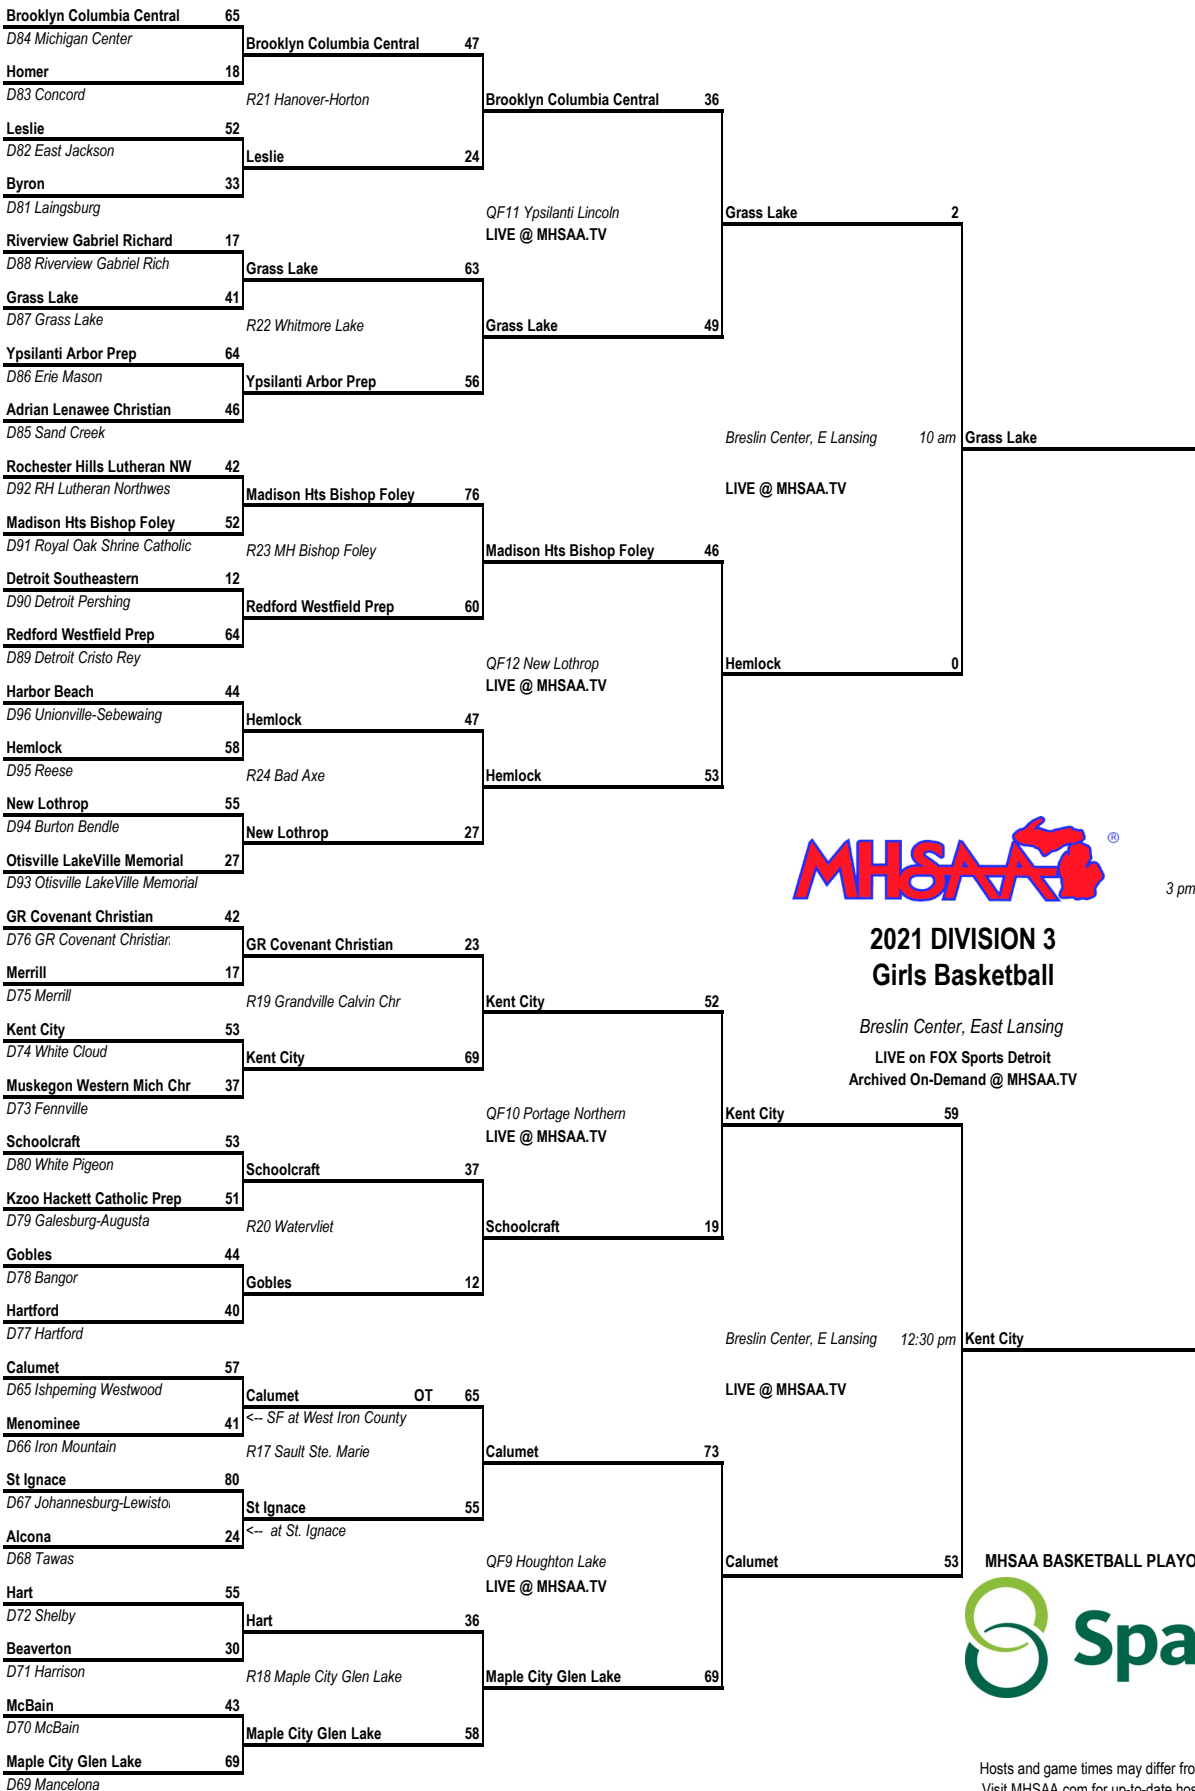 Brooklyn Columbia Central 65
D84 Michigan Center
Brooklyn Columbia Central 47
Homer 18
D83 Concord
R21 Hanover-Horton
Brooklyn Columbia Central 36
Leslie 52
D82 East Jackson
Leslie 24
Byron 33
D81 Laingsburg
QF11 Ypsilanti Lincoln
LIVE @ MHSAA.TV
Grass Lake 2
Riverview Gabriel Richard 17
D88 Riverview Gabriel Rich
Grass Lake 63
Grass Lake 41
D87 Grass Lake
R22 Whitmore Lake
Grass Lake 49
Ypsilanti Arbor Prep 64
D86 Erie Mason
Ypsilanti Arbor Prep 56
Adrian Lenawee Christian 46
D85 Sand Creek
Breslin Center, E Lansing 10 am
Grass Lake
Rochester Hills Lutheran NW 42
D92 RH Lutheran Northwes
Madison Hts Bishop Foley 76
LIVE @ MHSAA.TV
Madison Hts Bishop Foley 52
D91 Royal Oak Shrine Catholic
R23 MH Bishop Foley
Madison Hts Bishop Foley 46
Detroit Southeastern 12
D90 Detroit Pershing
Redford Westfield Prep 60
Redford Westfield Prep 64
D89 Detroit Cristo Rey
QF12 New Lothrop
LIVE @ MHSAA.TV
Hemlock 0
Harbor Beach 44
D96 Unionville-Sebewaing
Hemlock 47
Hemlock 58
D95 Reese
R24 Bad Axe
Hemlock 53
New Lothrop 55
D94 Burton Bendle
New Lothrop 27
Otisville LakeVille Memorial 27
D93 Otisville LakeVille Memorial
MHSAA ®
3 pm
GR Covenant Christian 42
D76 GR Covenant Christian
GR Covenant Christian 23
2021 DIVISION 3
Girls Basketball
Merrill 17
D75 Merrill
R19 Grandville Calvin Chr
Kent City 52
Breslin Center, East Lansing
Kent City 53
D74 White Cloud
Kent City 69
LIVE on FOX Sports Detroit
Archived On-Demand @ MHSAA.TV
Muskegon Western Mich Chr 37
D73 Fennville
QF10 Portage Northern
LIVE @ MHSAA.TV
Kent City 59
Schoolcraft 53
D80 White Pigeon
Schoolcraft 37
Kzoo Hackett Catholic Prep 51
D79 Galesburg-Augusta
R20 Watervliet
Schoolcraft 19
Gobles 44
D78 Bangor
Gobles 12
Hartford 40
D77 Hartford
Breslin Center, E Lansing 12:30 pm
Kent City
Calumet 57
D65 Ishpeming Westwood
Calumet OT 65
LIVE @ MHSAA.TV
Menominee 41
<-- SF at West Iron County
D66 Iron Mountain
R17 Sault Ste. Marie
Calumet 73
St Ignace 80
D67 Johannesburg-Lewisto
St Ignace 55
Alcona 24
<-- at St. Ignace
D68 Tawas
QF9 Houghton Lake
LIVE @ MHSAA.TV
Calumet 53
MHSAA BASKETBALL PLAYO
Hart 55
D72 Shelby
Hart 36
Spa
Beaverton 30
D71 Harrison
R18 Maple City Glen Lake
Maple City Glen Lake 69
McBain 43
D70 McBain
Maple City Glen Lake 58
Maple City Glen Lake 69
D69 Mancelona
Hosts and game times may differ fro
Visit MHSAA.com for up-to-date hos